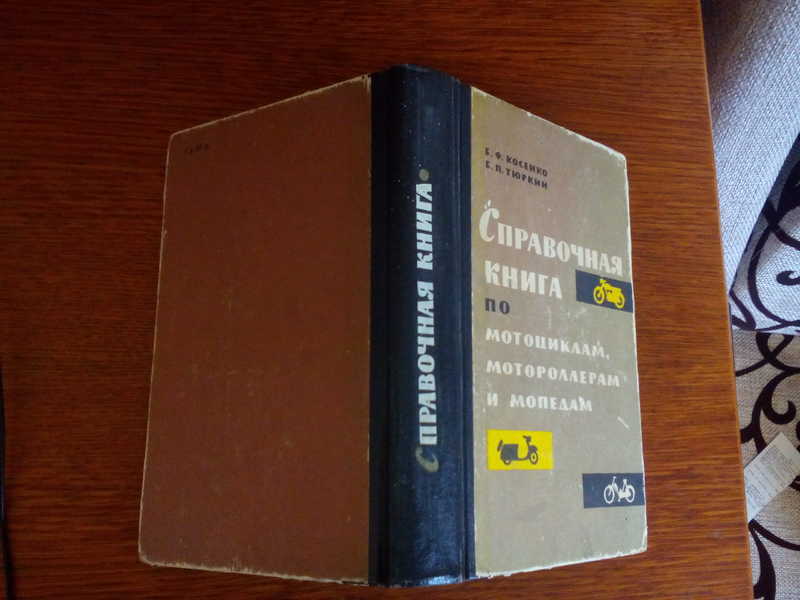 СПРАВОЧНАЯ КНИГА
Б. Ф. КОСЕНКО
Б. П. ТЮРКИН
СПРАВОЧНАЯ
КНИГА
ПО
МОТОЦИКЛАМ,
МОТОРОЛЛЕРАМ
И МОПЕДАМ